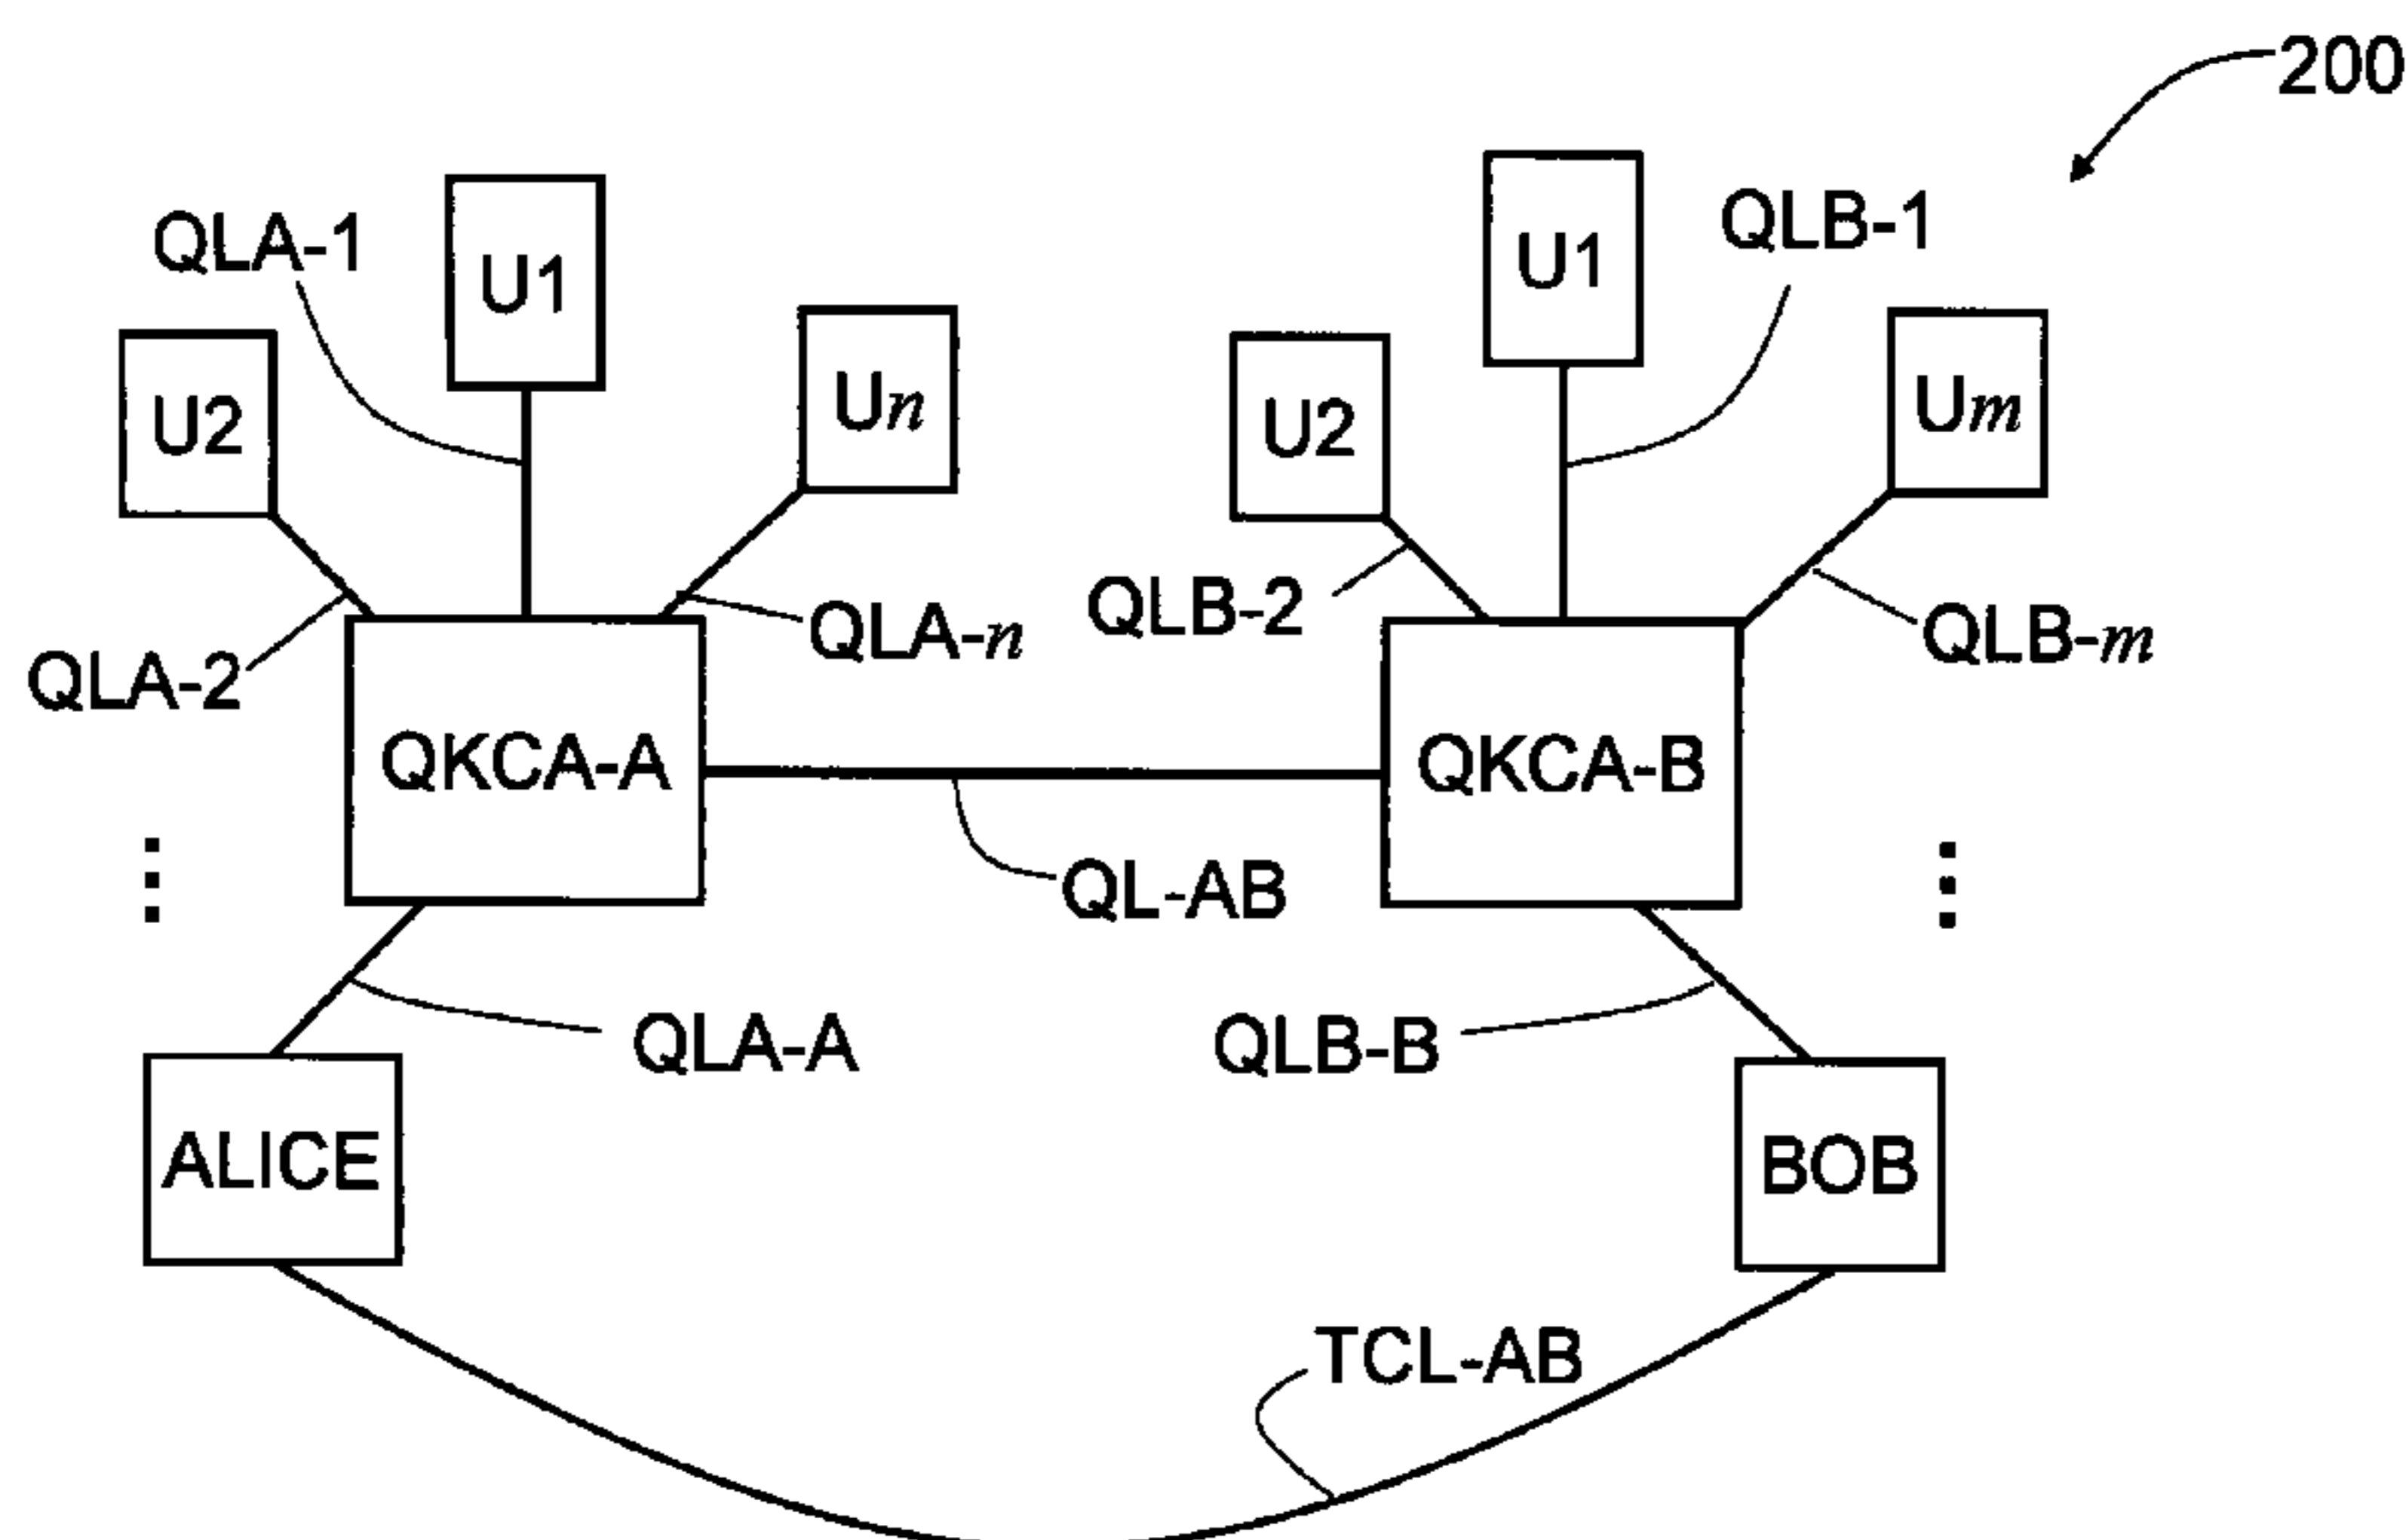 200
QLA-1
U1
U1
QLB-1
U2
Un
U2
Um
QLA-2
QLA-n
QLB-2
QLB-m
QKCA-A
QKCA-B
QL-AB
QLA-A
QLB-B
ALICE
BOB
TCL-AB